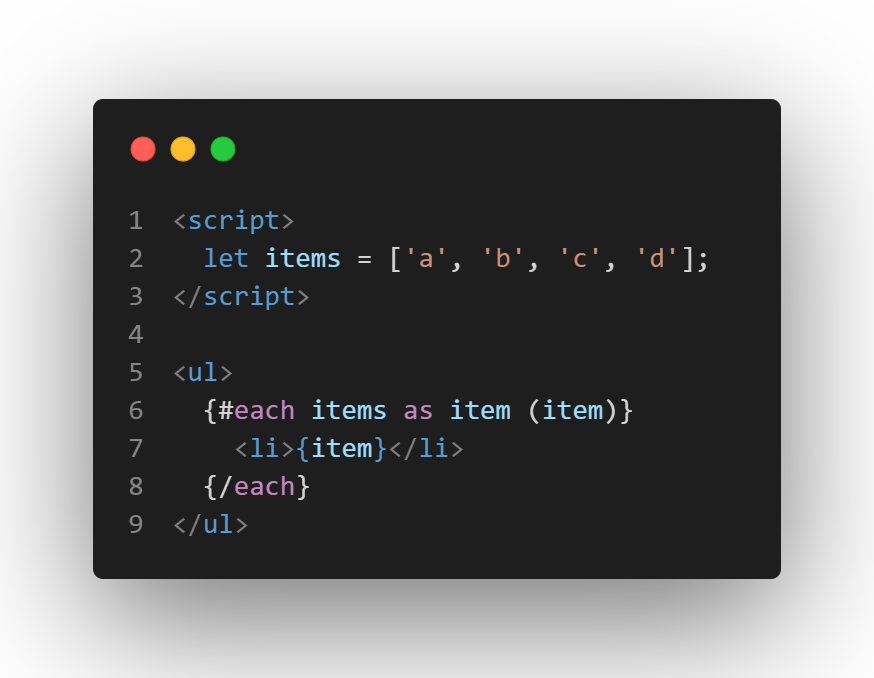 1 <script>
2   let items = ['a', 'b', 'c', 'd'];
3 </script>
4
5 <ul>
6   {#each items as item (item)}
7     <li>{item}</li>
8   {/each}
9 </ul>